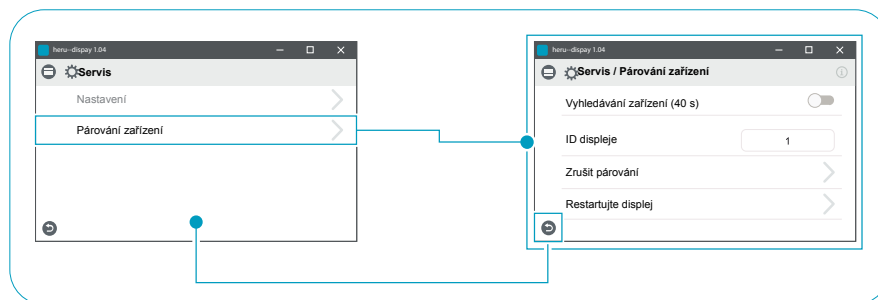 heru–dispay 1.04
Servis
Nastavení
Párování zařízení
heru–dispay 1.04
Servis / Párování zařízení
Vyhledávání zařízení (40 s)
ID displeje 1
Zrušit párování
Restartujte displej